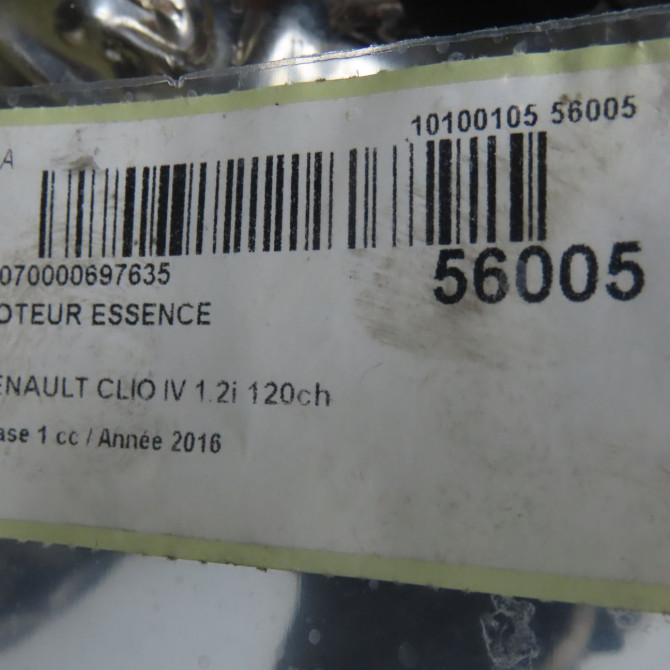 10100105 56005
A
070000697635
56005
OTEUR ESSENCE
ENAULT CLIO IV 1.2i 120ch
ase 1 cc / Année 2016